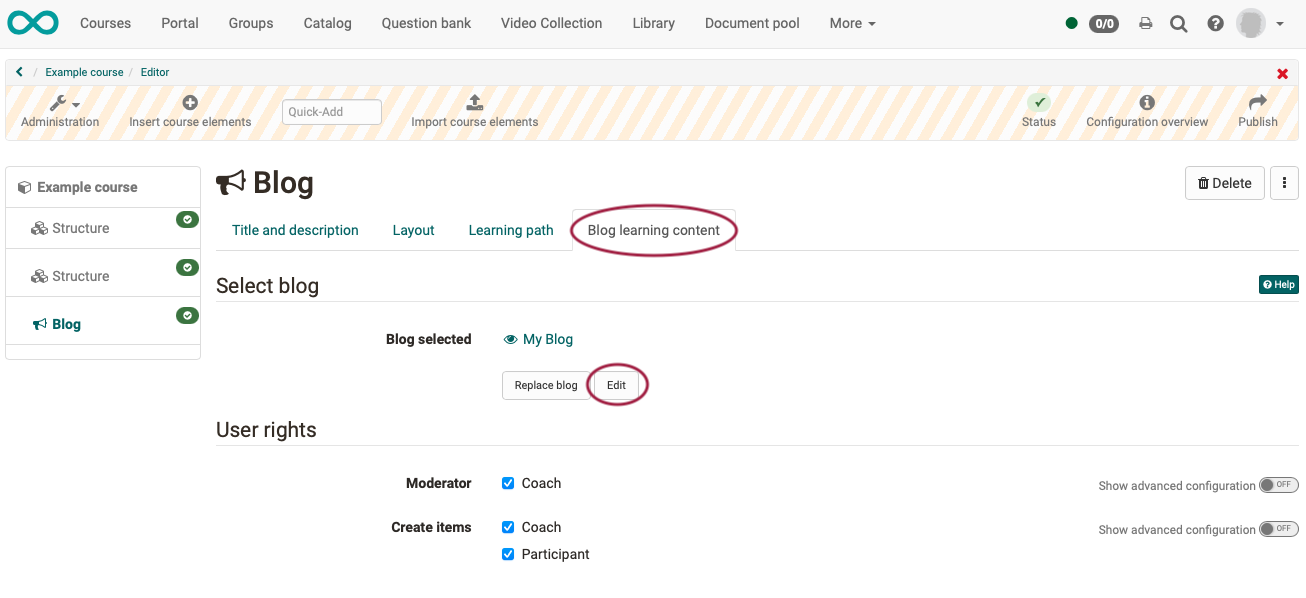 Courses Portal Groups Catalog Question bank Video Collection Library Document pool More 0/0
/ Example course / Editor
Administration Insert course elements Quick-Add Import course elements Status Configuration overview Publish
Example course
Structure
Structure
Blog
Blog
Delete
Title and description Layout Learning path Blog learning content
Select blog
Help
Blog selected My Blog
Replace blog Edit
User rights
Moderator Coach Show advanced configuration OFF
Create items Coach Show advanced configuration OFF
Participant